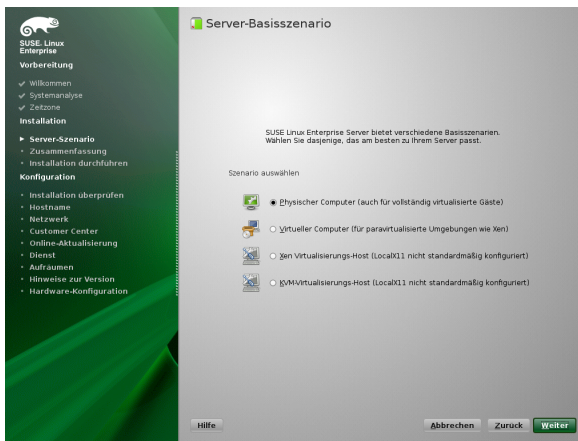 SUSE Linux
Enterprise
Vorbereitung
Willkommen
Systemanalyse
Zeitzone
Installation
Server-Szenario
Zusammenfassung
Installation durchführen
Konfiguration
Installation überprüfen
Hostname
Netzwerk
Customer Center
Online-Aktualisierung
Dienst
Aufräumen
Hinweise zur Version
Hardware-Konfiguration
Server-Basisszenario
SUSE Linux Enterprise Server bietet verschiedene Basisszenarien.
Wählen Sie dasjenige, das am besten zu Ihrem Server passt.
Szenario auswählen
Physischer Computer (auch für vollständig virtualisierte Gäste)
Virtueller Computer (für paravirtualisierte Umgebungen wie Xen)
Xen Virtualisierungs-Host (LocalX11 nicht standardmäßig konfiguriert)
KVM-Virtualisierungs-Host (LocalX11 nicht standardmäßig konfiguriert)
Hilfe
Abbrechen
Zurück
Weiter